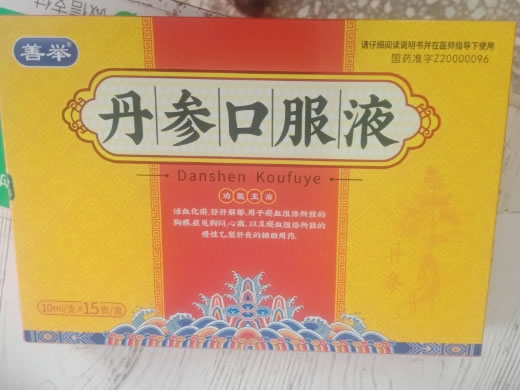 善举
请仔细阅读说明书并在医师指导下使用
国药准字Z20000096
丹参口服液
Danshen Koufuye
功能主治
活血化瘀,舒肝解郁,用于瘀血阻络所致的
胸痹,症见胸闷,心痛,以及瘀血阻络所致的
慢性乙型肝炎的辅助用药.
10ml/支×15支/盒
丹参